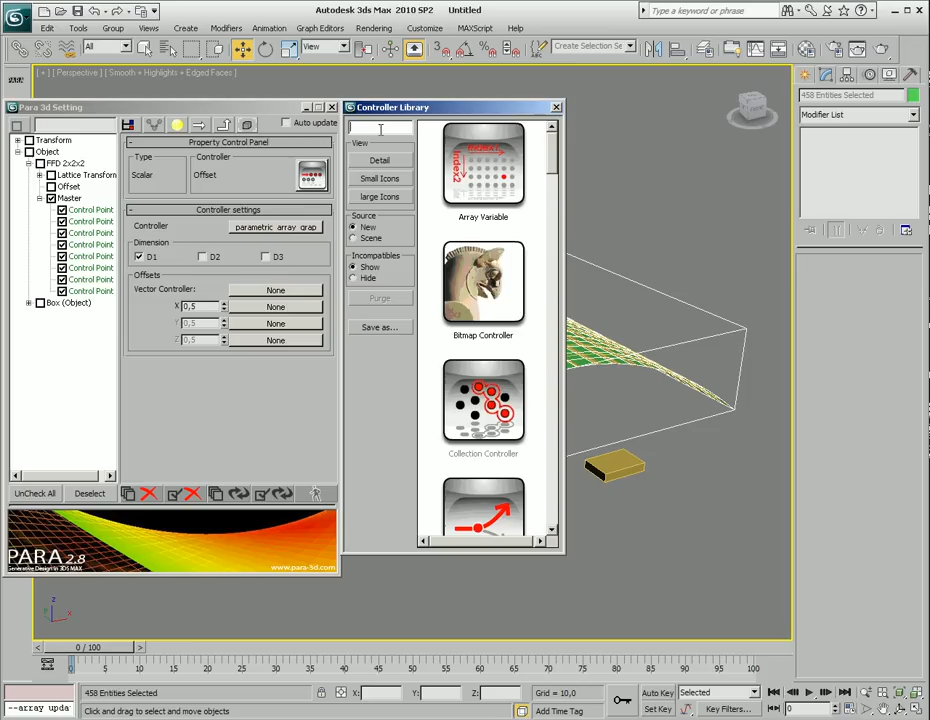 Autodesk 3ds Max 2010 SP2 Untitled
Type a keyword or phrase
Edit Tools Group Views Create Modifiers Animation Graph Editors Rendering Customize MAXScript Help
All
View
Create Selection Se
PARA
[ + ] [ Perspective ] [ Smooth + Highlights + Edged Faces ]
458 Entities Selected
Modifier List
Para 3d Setting
Auto update
Transform
Object
FFD 2x2x2
Lattice Transform
Offset
Master
Control Point
Control Point
Control Point
Control Point
Control Point
Control Point
Control Point
Control Point
Box (Object)
Property Control Panel
Type
Scalar
Controller
Offset
Controller settings
Controller
parametric_array_grap
Dimension
D1 D2 D3
Offsets
Vector Controller: None
X 0,5 None
Y 0,5 None
Z 0,5 None
UnCheck All Deselect
PARA 2.8
Generative Design in 3DS MAX
www.para-3d.com
Controller Library
View
Detail
Small Icons
large Icons
Source
New
Scene
Incompatibles
Show
Hide
Purge
Save as...
Index1
Index2
Array Variable
Bitmap Controller
Collection Controller
z
x
0 / 100
0 5 10 15 20 25 30 35 40 45 50 55 60 65 70 75 80 85 90 95 100
458 Entities Selected
X: Y: Z:
Grid = 10,0
Auto Key Selected
--array upda
Click and drag to select and move objects
Add Time Tag
Set Key
Key Filters...
0